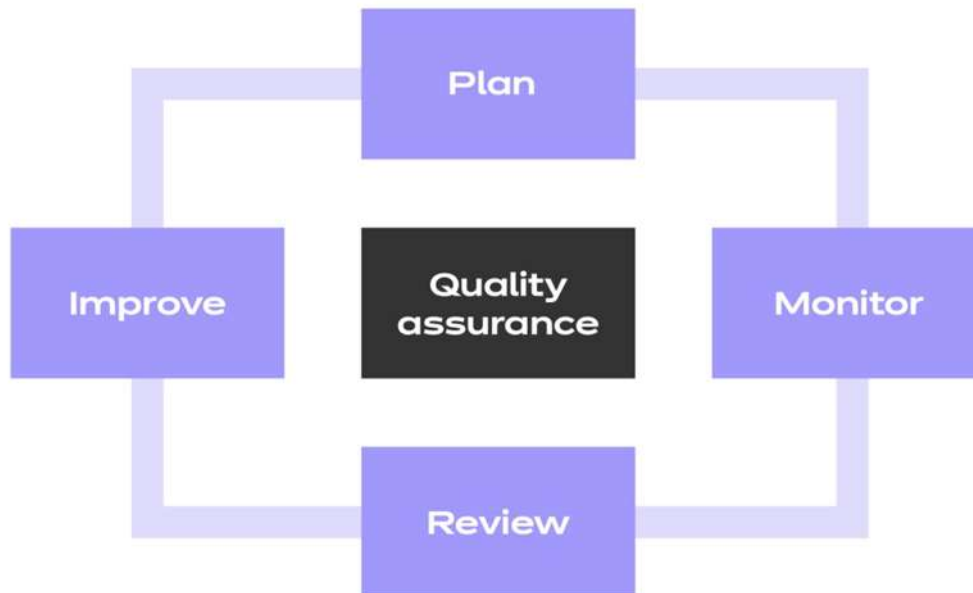 Plan
Improve
Quality
assurance
Monitor
Review